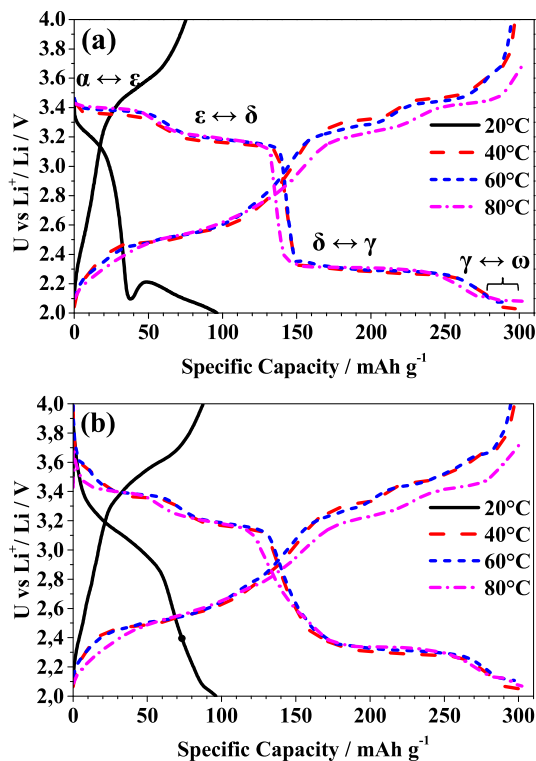 (a)
4.0
3.8
3.6
3.4
3.2
3.0
2.8
2.6
2.4
2.2
2.0
U vs Li+/ Li / V
α ↔ ε
ε ↔ δ
δ ↔ γ
γ ↔ ω
20°C
40°C
60°C
80°C
0 50 100 150 200 250 300
Specific Capacity / mAh g-1
(b)
4,0
3,8
3,6
3,4
3,2
3,0
2,8
2,6
2,4
2,2
2,0
U vs Li+/ Li / V
20°C
40°C
60°C
80°C
0 50 100 150 200 250 300
Specific Capacity / mAh g-1